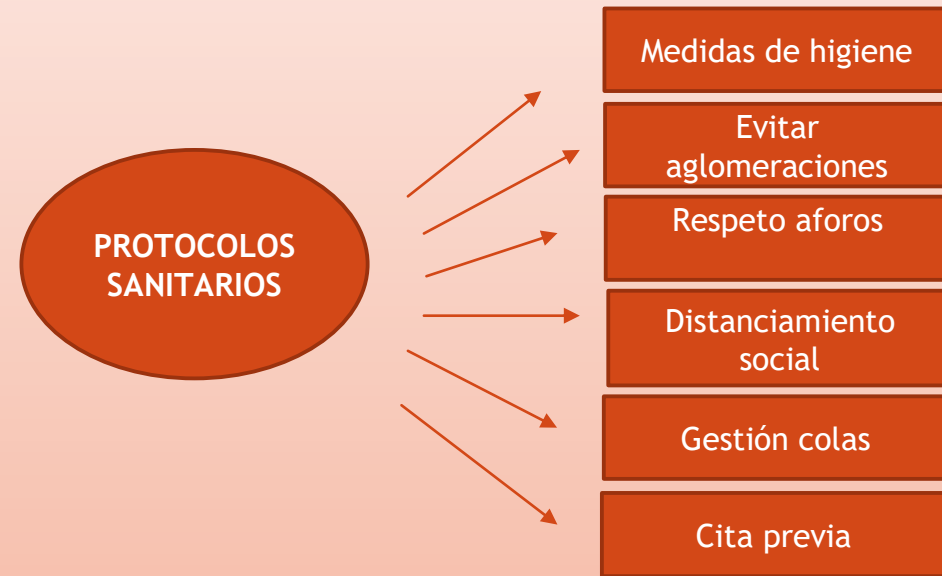 PROTOCOLOS
SANITARIOS
Medidas de higiene
Evitar
aglomeraciones
Respeto aforos
Distanciamiento
social
Gestión colas
Cita previa